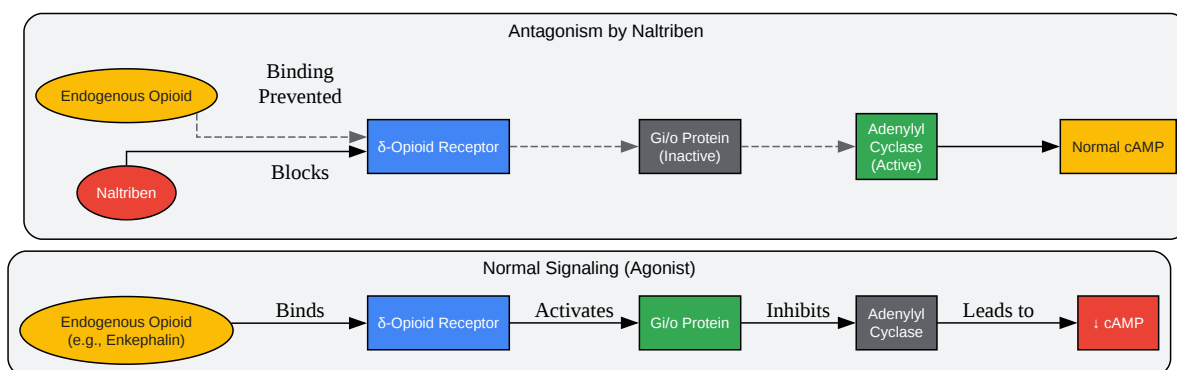 Antagonism by Naltriben
Binding
Prevented
Endogenous Opioid
δ-Opioid Receptor
Gi/o Protein
(Inactive)
Adenylyl
Cyclase
(Active)
Normal cAMP
Blocks
Naltriben
Normal Signaling (Agonist)
Endogenous Opioid
(e.g., Enkephalin)
Binds
δ-Opioid Receptor
Activates
Gi/o Protein
Inhibits
Adenylyl
Cyclase
Leads to
↓ cAMP